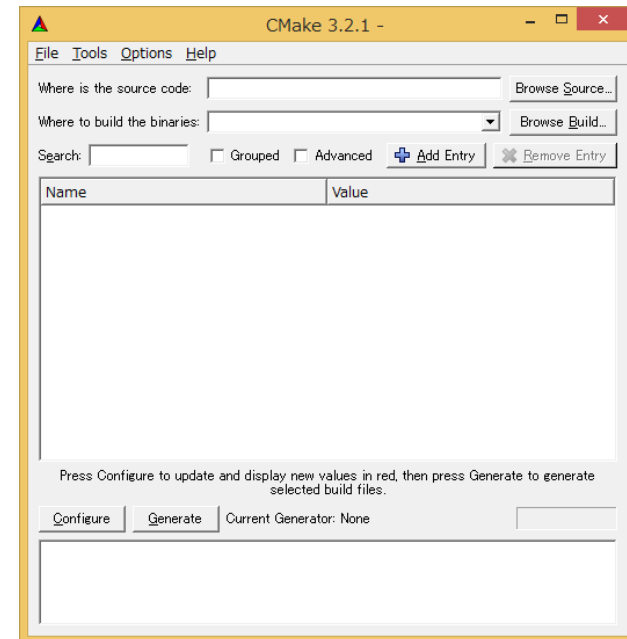 CMake 3.2.1 -
File Tools Options Help
Where is the source code: Browse Source...
Where to build the binaries: Browse Build...
Search: Grouped Advanced Add Entry Remove Entry
Name Value
Press Configure to update and display new values in red, then press Generate to generate
selected build files.
Configure Generate Current Generator: None